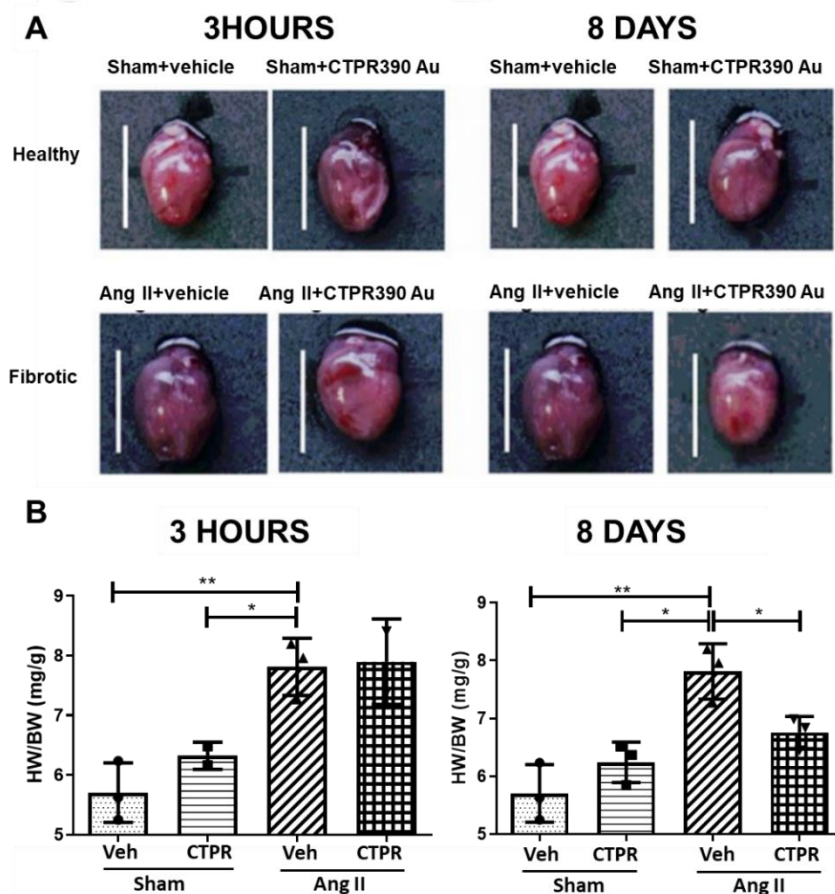 A
3HOURS 8 DAYS
Sham+vehicle Sham+CTPR390 Au Sham+vehicle Sham+CTPR390 Au
Healthy
Ang II+vehicle Ang II+CTPR390 Au Ang II+vehicle Ang II+CTPR390 Au
Fibrotic
B
3 HOURS 8 DAYS
** **
* * *
HW/BW (mg/g) HW/BW (mg/g)
9 9
8 8
7 7
6 6
5 5
Veh CTPR Veh CTPR Veh CTPR Veh CTPR
Sham Ang II Sham Ang II